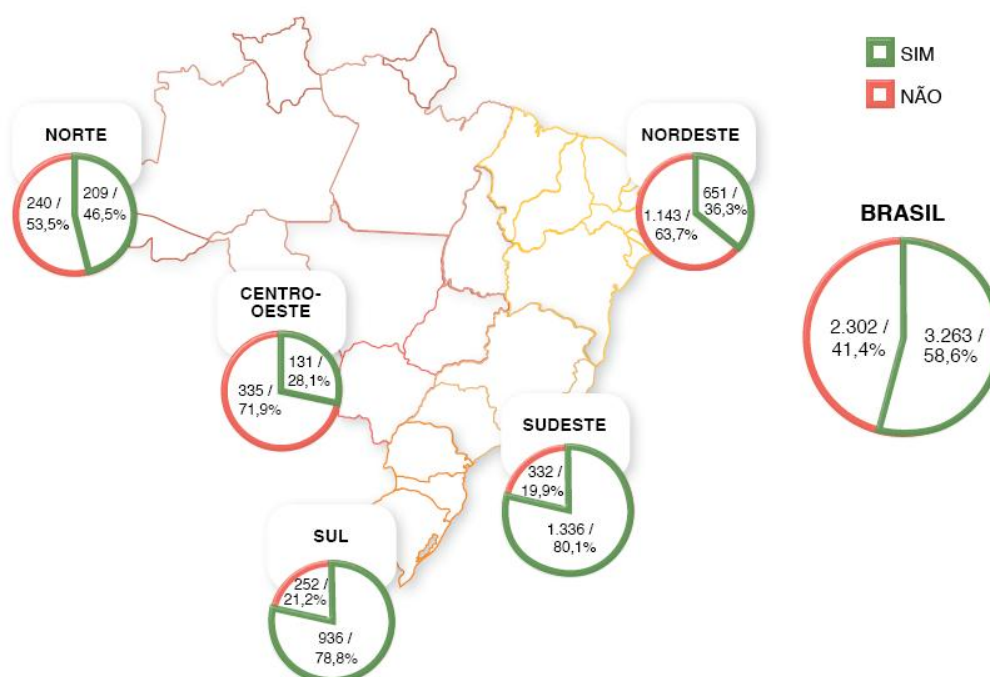 SIM
NÃO
NORTE
240 /
53,5%
209 /
46,5%
NORDESTE
651 /
36,3%
1.143 /
63,7%
BRASIL
2.302 /
41,4%
3.263 /
58,6%
CENTRO-
OESTE
131 /
28,1%
335 /
71,9%
SUDESTE
332 /
19,9%
1.336 /
80,1%
SUL
252 /
21,2%
936 /
78,8%